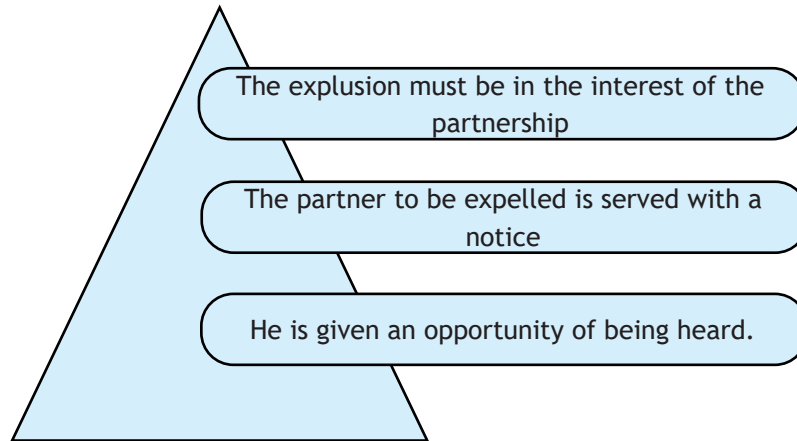 The explusion must be in the interest of the
partnership
The partner to be expelled is served with a
notice
He is given an opportunity of being heard.